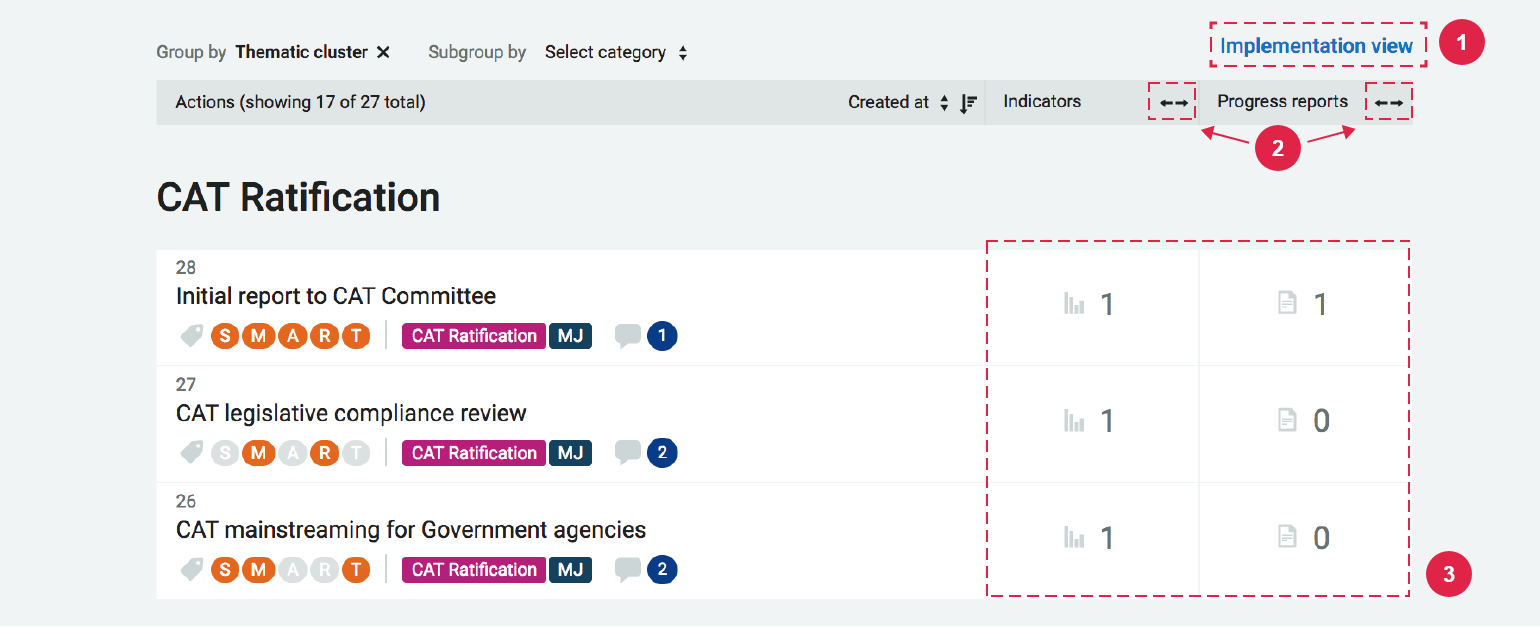 Group by Thematic cluster Subgroup by Select category Implementation view 1
Actions (showing 17 of 27 total) Created at Indicators Progress reports
2
CAT Ratification
28
Initial report to CAT Committee 1 1
S M A R T CAT Ratification MJ 1
27
CAT legislative compliance review 1 0
S M A R T CAT Ratification MJ 2
26
CAT mainstreaming for Government agencies 1 0
S M A R T CAT Ratification MJ 2
3